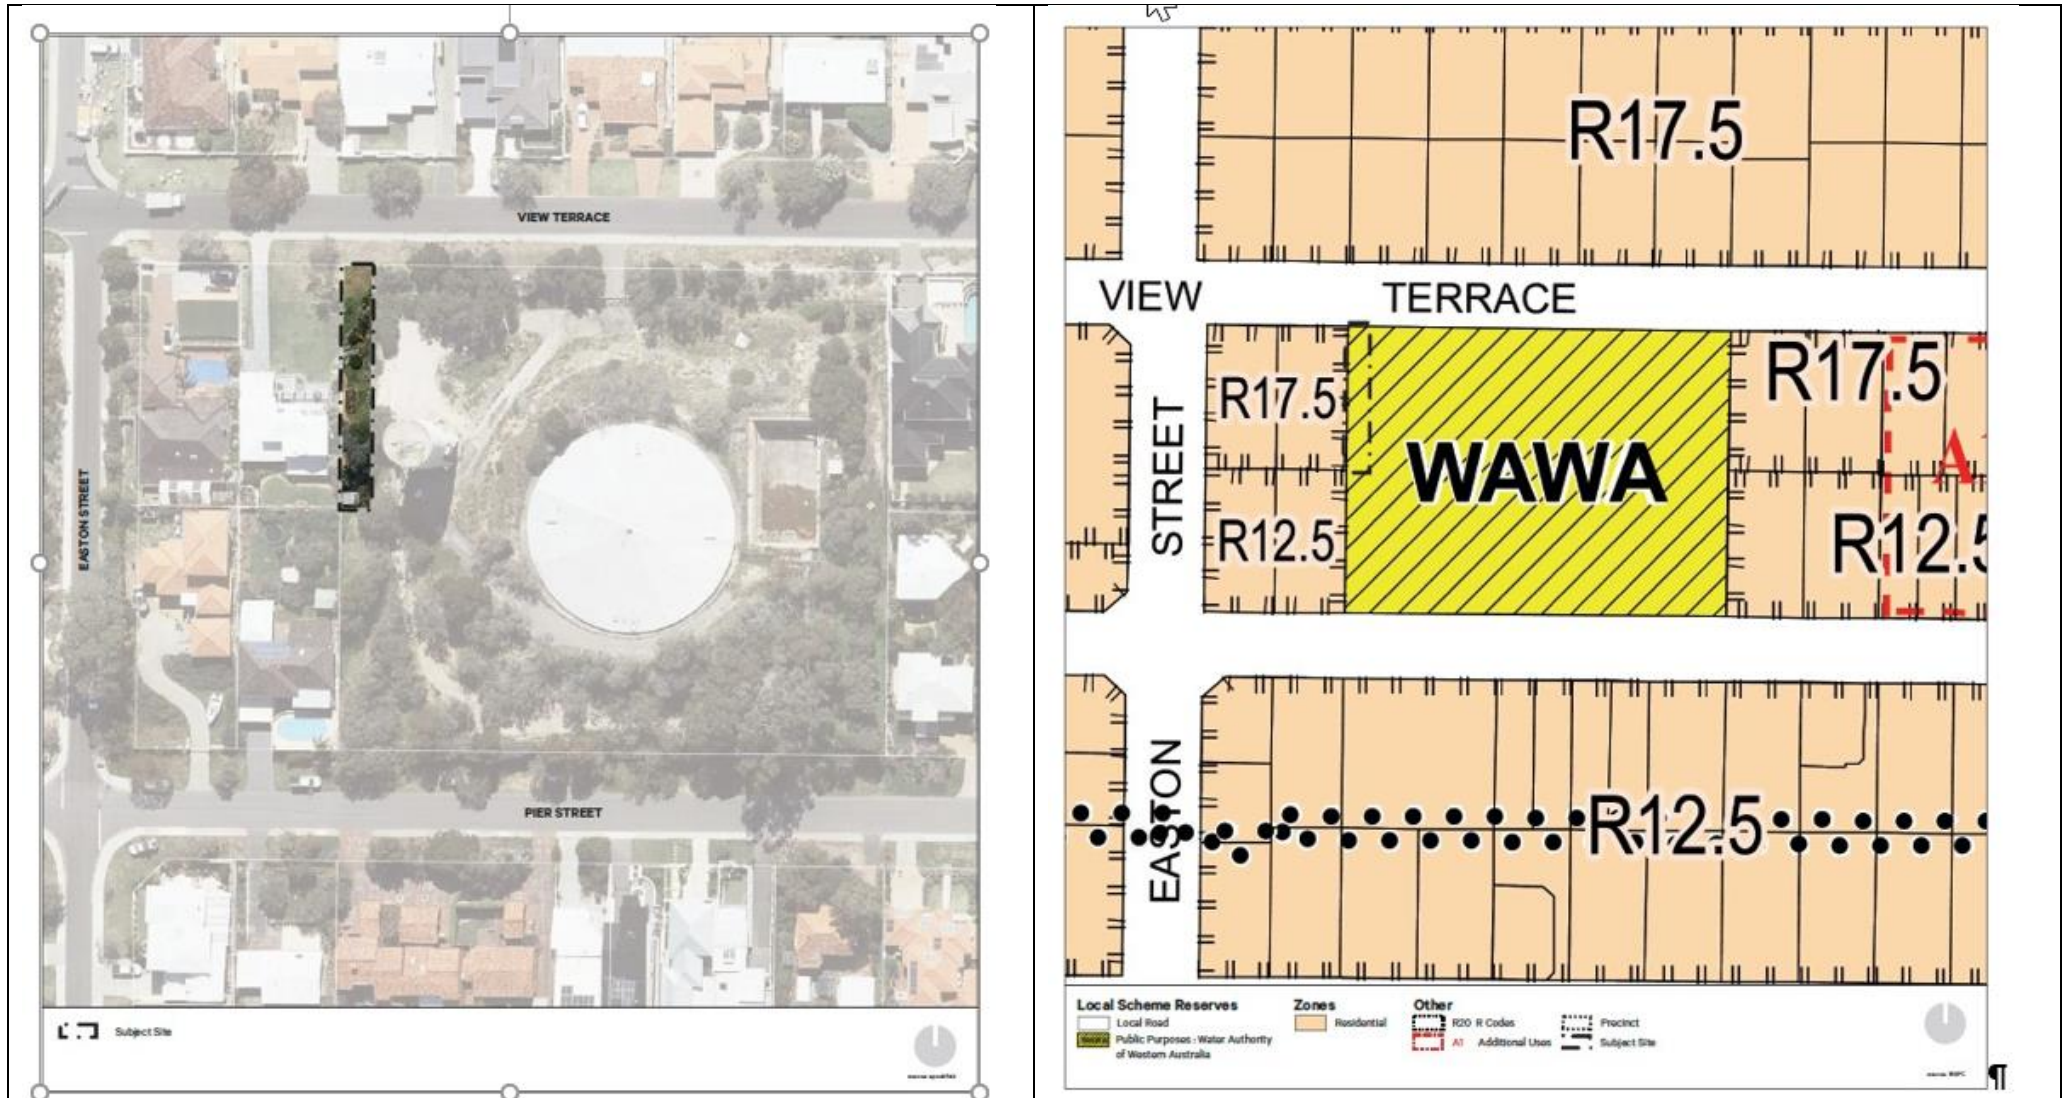 VIEW TERRACE
EASTON STREET
PIER STREET
Subject Site
R17.5
VIEW TERRACE
R17.5
R17.5
WAWA
A
STREET
R12.5
R12.5
EASTON
R12.5
Local Scheme Reserves
Local Road
WAWA Public Purposes : Water Authority
of Western Australia
Zones
Residential
Other
R20 R Codes
A1 Additional Uses
Precinct
Subject Site
¶